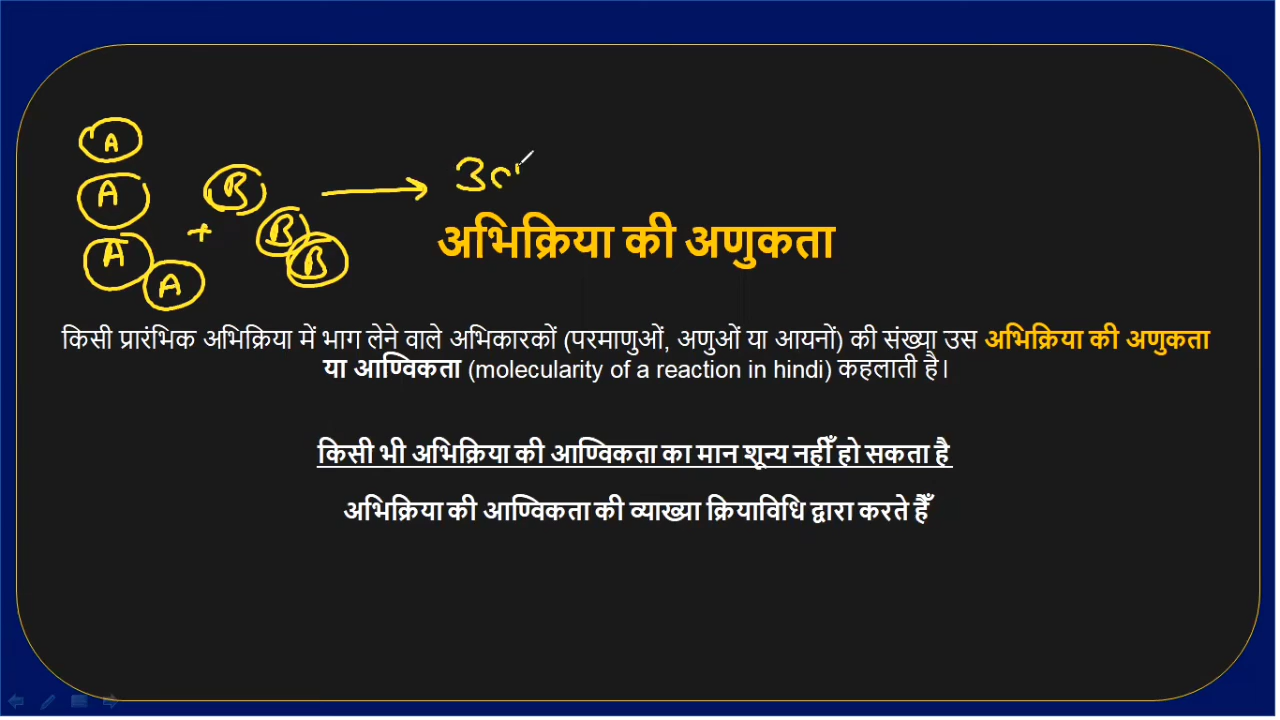 A
A
A
A
+
B
B
B
अभिक्रिया की अणुकता
किसी प्रारंभिक अभिक्रिया में भाग लेने वाले अभिकारकों (परमाणुओं, अणुओं या आयनों) की संख्या उस अभिक्रिया की अणुकता
या आण्विकता (molecularity of a reaction in hindi) कहलाती है।
किसी भी अभिक्रिया की आण्विकता का मान शून्य नहीँ हो सकता है
अभिक्रिया की आण्विकता की व्याख्या क्रियाविधि द्वारा करते हैँ